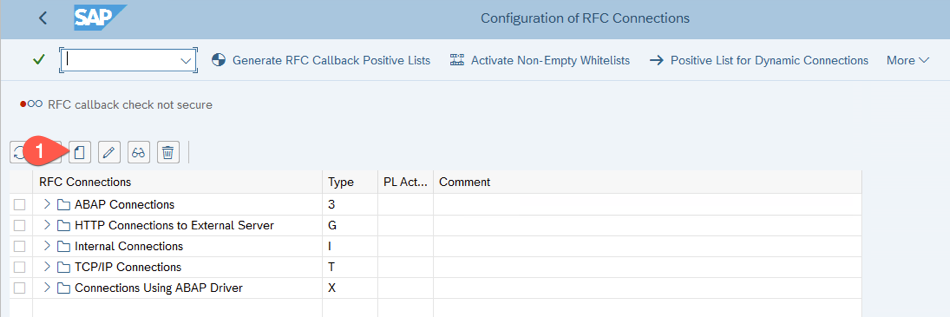 SAP Configuration of RFC Connections
Generate RFC Callback Positive Lists Activate Non-Empty Whitelists Positive List for Dynamic Connections More
RFC callback check not secure
1
RFC Connections Type PL Act... Comment
ABAP Connections 3
HTTP Connections to External Server G
Internal Connections I
TCP/IP Connections T
Connections Using ABAP Driver X